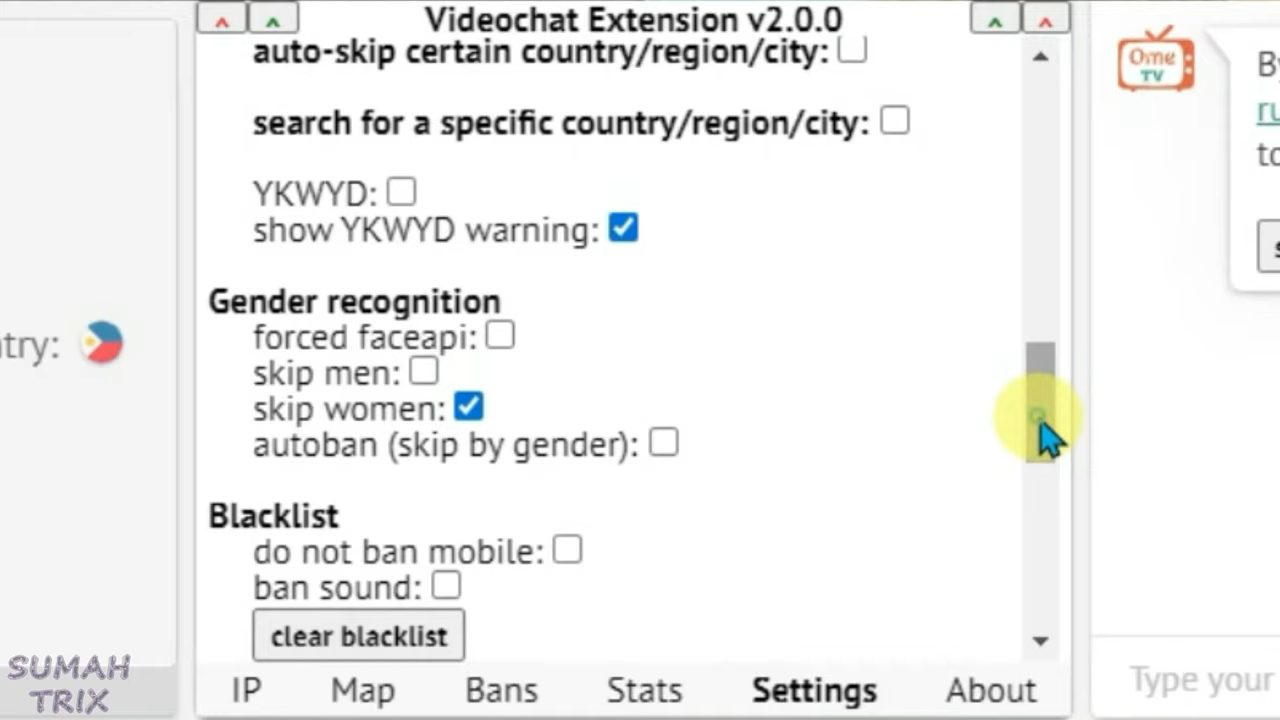 Videochat Extension v2.0.0
auto-skip certain country/region/city:
search for a specific country/region/city:
YKWYD:
show YKWYD warning:
Gender recognition
forced faceapi:
skip men:
skip women:
autoban (skip by gender):
Blacklist
do not ban mobile:
ban sound:
clear blacklist
IP Map Bans Stats Settings About
try:
SUMAH
TRIX
Ome
TV
By
ru
to
s
Type your